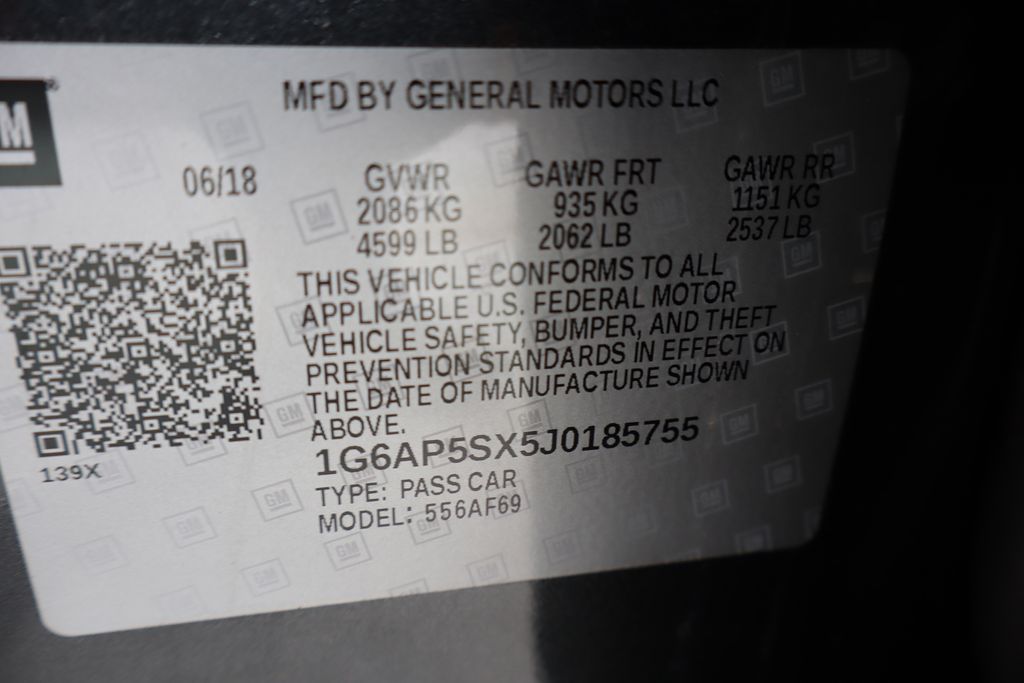 GM
MFD BY GENERAL MOTORS LLC
06/18 GVWR GAWR FRT GAWR RR
2086 KG 935 KG 1151 KG
4599 LB 2062 LB 2537 LB
THIS VEHICLE CONFORMS TO ALL
APPLICABLE U.S. FEDERAL MOTOR
VEHICLE SAFETY, BUMPER, AND THEFT
PREVENTION STANDARDS IN EFFECT ON
THE DATE OF MANUFACTURE SHOWN
ABOVE.
139X
1G6AP5SX5J0185755
TYPE: PASS CAR
MODEL: 556AF69